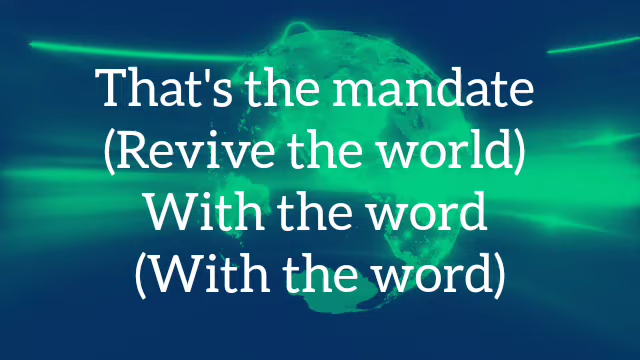 That's the mandate
(Revive the world)
With the word
(With the word)